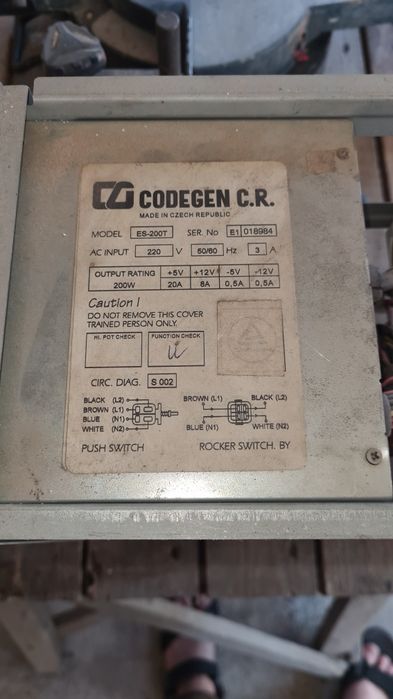 CG CODEGEN C.R.
MADE IN CZECH REPUBLIC
MODEL ES-200T SER. No E1 018984
AC INPUT 220 V 50/60 Hz 3 A
OUTPUT RATING +5V +12V -5V -12V
200W 20A 8A 0,5A 0,5A
Caution !
DO NOT REMOVE THIS COVER
TRAINED PERSON ONLY.
HI. POT CHECK FUNCTION CHECK
CIRC. DIAG. S 002
BLACK (L2) BROWN (L1) BLACK (L2)
BROWN (L1)
BLUE (N1)
WHITE (N2) BLUE (N1) WHITE (N2)
PUSH SWITCH ROCKER SWITCH. BY